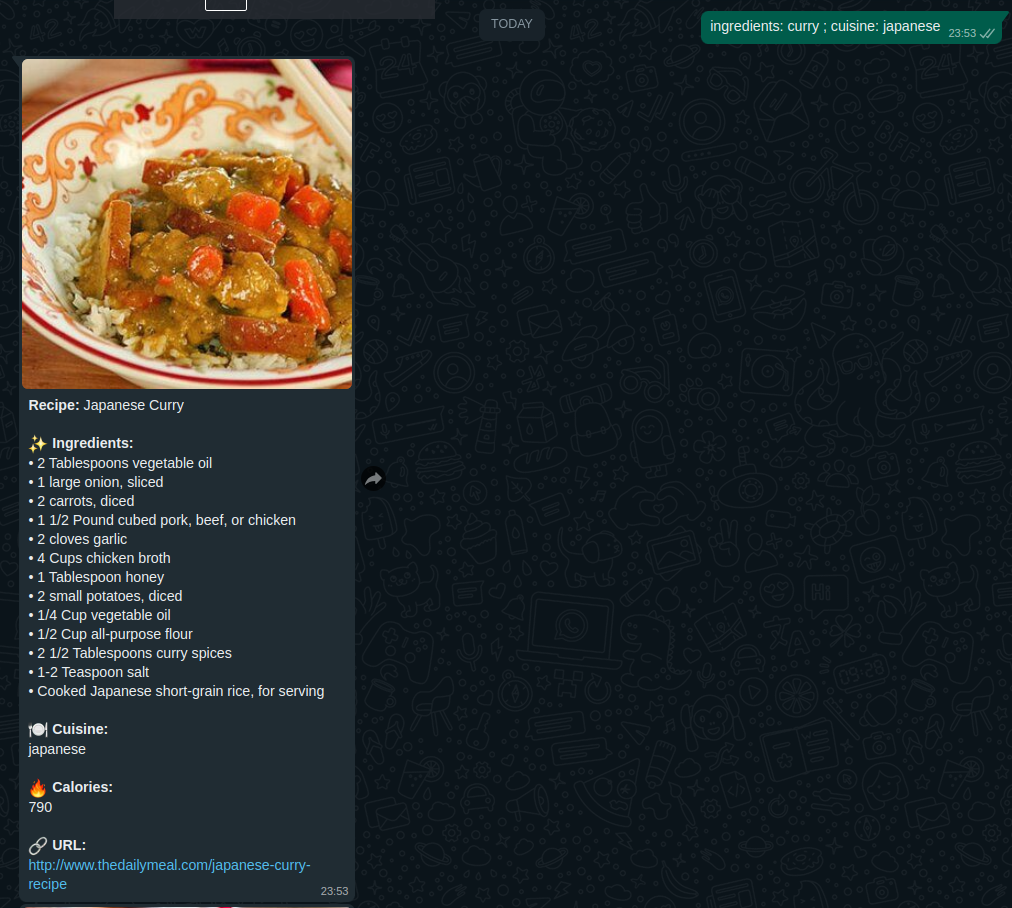 TODAY
ingredients: curry ; cuisine: japanese 23:53
Recipe: Japanese Curry
✨ Ingredients:
• 2 Tablespoons vegetable oil
• 1 large onion, sliced
• 2 carrots, diced
• 1 1/2 Pound cubed pork, beef, or chicken
• 2 cloves garlic
• 4 Cups chicken broth
• 1 Tablespoon honey
• 2 small potatoes, diced
• 1/4 Cup vegetable oil
• 1/2 Cup all-purpose flour
• 2 1/2 Tablespoons curry spices
• 1-2 Teaspoon salt
• Cooked Japanese short-grain rice, for serving
🍽 Cuisine:
japanese
🔥 Calories:
790
🔗 URL:
http://www.thedailymeal.com/japanese-curry-
recipe
23:53